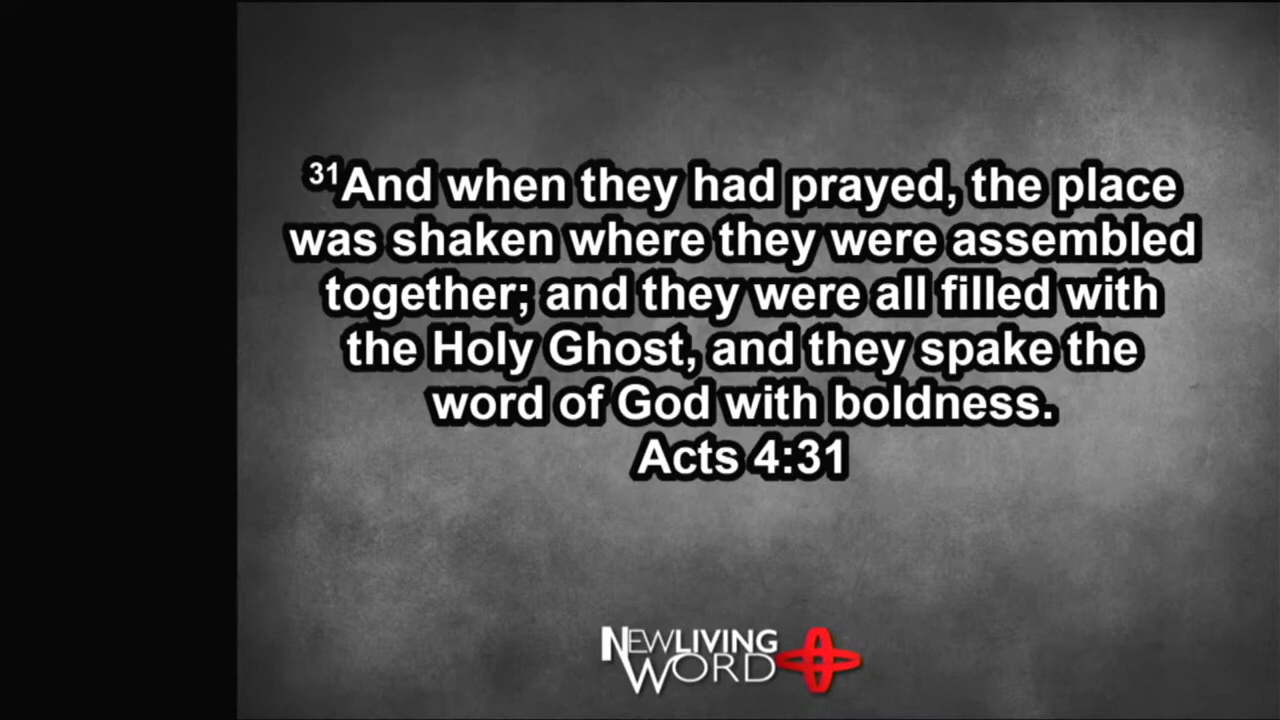 31And when they had prayed, the place
was shaken where they were assembled
together; and they were all filled with
the Holy Ghost, and they spake the
word of God with boldness.
Acts 4:31
NEWLIVING
WORD